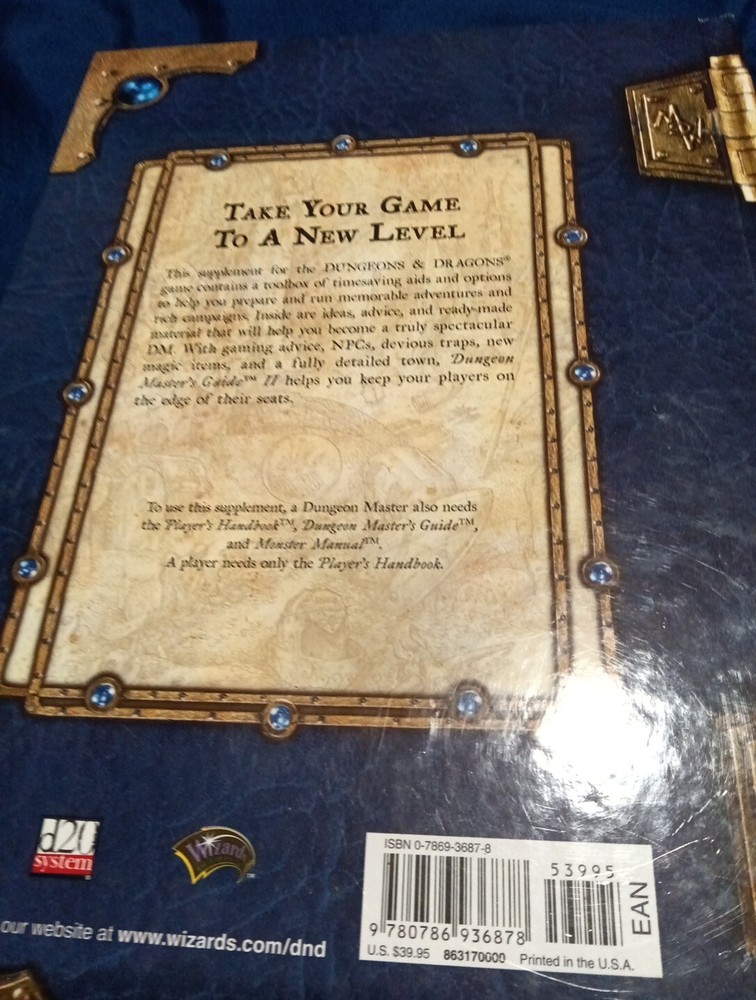 TAKE YOUR GAME
TO A NEW LEVEL
This supplement for the DUNGEONS & DRAGONS®
game contains a toolbox of timesaving aids and options
to help you prepare and run memorable adventures and
rich campaigns. Inside are ideas, advice, and ready-made
material that will help you become a truly spectacular
DM. With gaming advice, NPCs, devious traps, new
magic items, and a fully detailed town, Dungeon
Master's Guide™ II helps you keep your players on
the edge of their seats.
To use this supplement, a Dungeon Master also needs
the Player's Handbook™, Dungeon Master's Guide™,
and Monster Manual™.
A player needs only the Player's Handbook.
d20
system®
Wizards
™
our website at www.wizards.com/dnd
ISBN 0-7869-3687-8
53995
9 780786 936878
EAN
U.S. $39.95 863170000 Printed in the U.S.A.